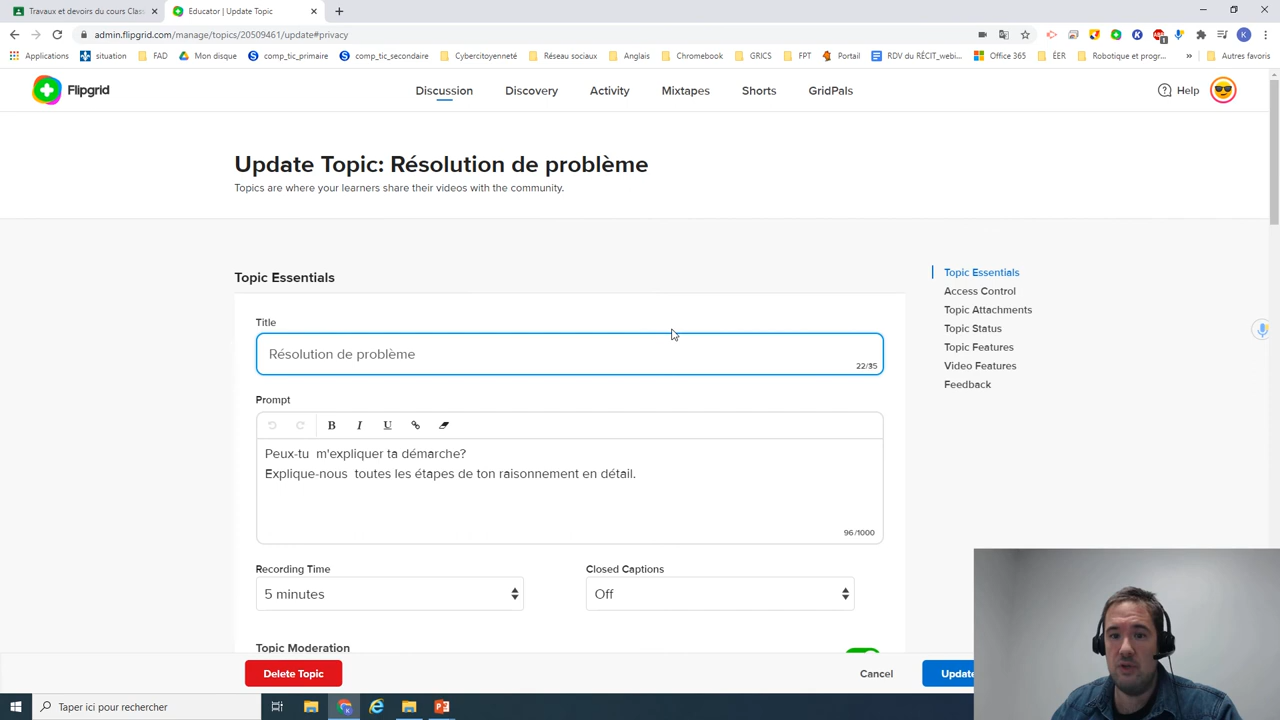 Travaux et devoirs du cours Clas
Educator | Update Topic
admin.flipgrid.com/manage/topics/20509461/update#privacy
Applications situation FAD Mon disque comp_tic_primaire comp_tic_secondaire Cybercitoyenneté Réseau sociaux Anglais Chromebook GRICS FPT Portail RDV du RÉCIT_webi... Office 365 ÉER Robotique et progr... » Autres favoris
Flipgrid Discussion Discovery Activity Mixtapes Shorts GridPals Help
Update Topic: Résolution de problème
Topics are where your learners share their videos with the community.
Topic Essentials
Title
Résolution de problème
22/35
Prompt
B I U
Peux-tu m'expliquer ta démarche?
Explique-nous toutes les étapes de ton raisonnement en détail.
96/1000
Recording Time
5 minutes
Closed Captions
Off
Topic Moderation
Topic Essentials
Access Control
Topic Attachments
Topic Status
Topic Features
Video Features
Feedback
Delete Topic Cancel Update
Taper ici pour rechercher